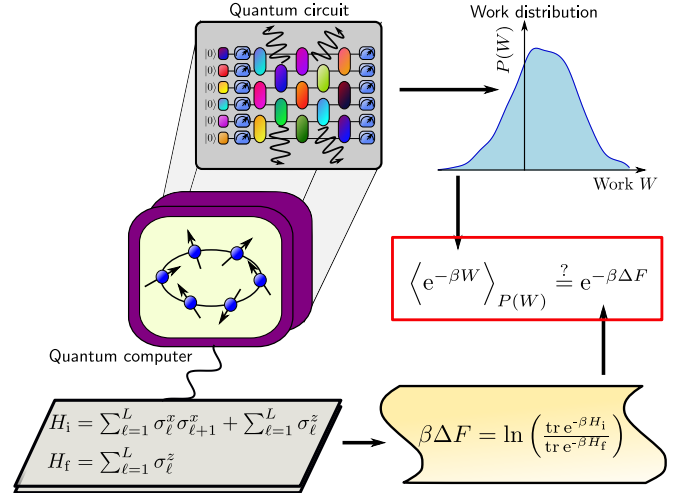 Quantum circuit
|0⟩
|0⟩
|0⟩
|0⟩
|0⟩
|0⟩
Work distribution
P(W)
Work W
⟨e^{−βW}⟩_{P(W)} ≟ e^{−βΔF}
Quantum computer
H_i = ∑_{ℓ=1}^{L} σ_ℓ^x σ_{ℓ+1}^x + ∑_{ℓ=1}^{L} σ_ℓ^z
H_f = ∑_{ℓ=1}^{L} σ_ℓ^z
βΔF = ln (tr e^{-βH_i} / tr e^{-βH_f})